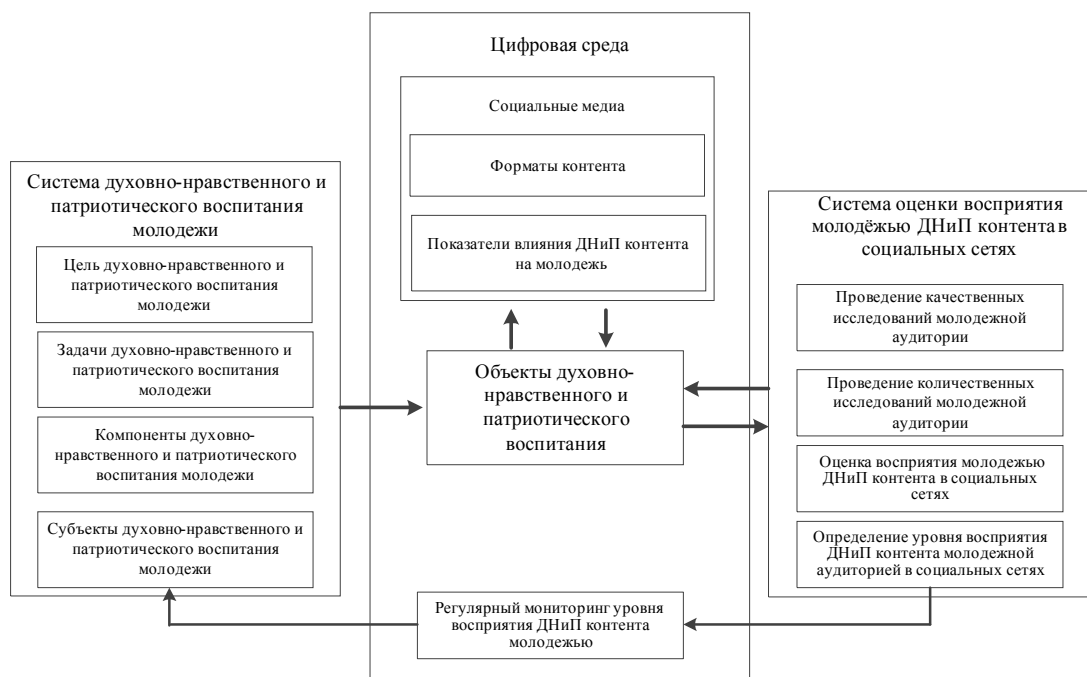 Цифровая среда
Социальные медиа
Форматы контента
Показатели влияния ДНиП контента
на молодежь
Система духовно-нравственного и
патриотического воспитания
молодежи
Цель духовно-нравственного и
патриотического воспитания
молодежи
Задачи духовно-нравственного и
патриотического воспитания
молодежи
Компоненты духовно-
нравственного и патриотического
воспитания молодежи
Субъекты духовно-нравственного и
патриотического воспитания
молодежи
Объекты духовно-
нравственного и
патриотического
воспитания
Система оценки восприятия
молодёжью ДНиП контента в
социальных сетях
Проведение качественных
исследований молодежной
аудитории
Проведение количественных
исследований молодежной
аудитории
Оценка восприятия молодежью
ДНиП контента в социальных
сетях
Определение уровня восприятия
ДНиП контента молодежной
аудиторией в социальных сетях
Регулярный мониторинг уровня
восприятия ДНиП контента
молодежью